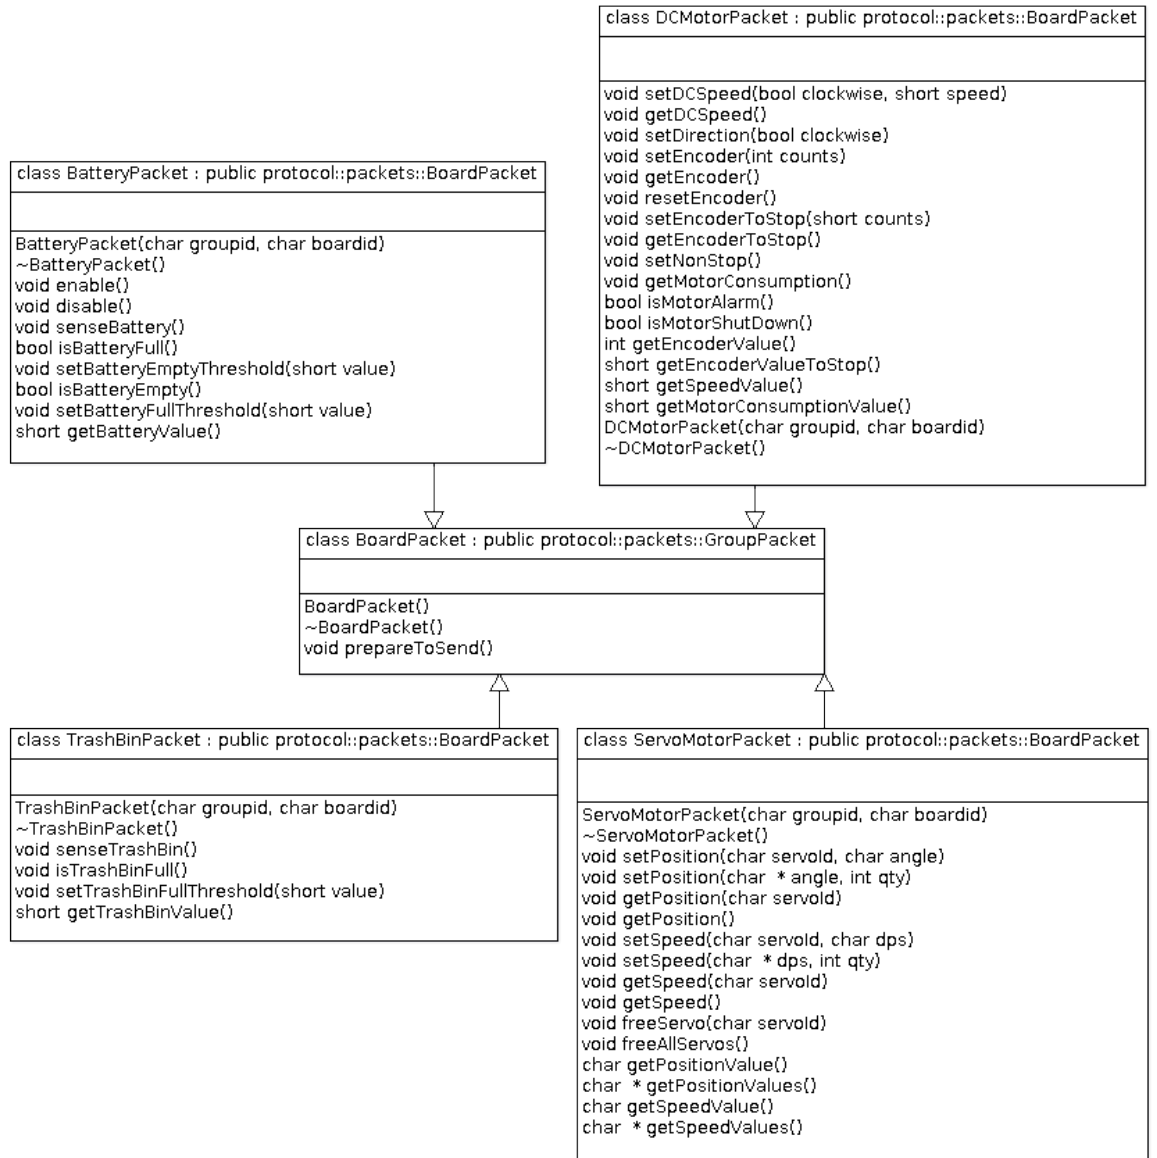 class DCMotorPacket : public protocol::packets::BoardPacket
void setDCSpeed(bool clockwise, short speed)
void getDCSpeed()
void setDirection(bool clockwise)
void setEncoder(int counts)
void getEncoder()
void resetEncoder()
void setEncoderToStop(short counts)
void getEncoderToStop()
void setNonStop()
void getMotorConsumption()
bool isMotorAlarm()
bool isMotorShutDown()
int getEncoderValue()
short getEncoderValueToStop()
short getSpeedValue()
short getMotorConsumptionValue()
DCMotorPacket(char groupid, char boardid)
~DCMotorPacket()
class BatteryPacket : public protocol::packets::BoardPacket
BatteryPacket(char groupid, char boardid)
~BatteryPacket()
void enable()
void disable()
void senseBattery()
bool isBatteryFull()
void setBatteryEmptyThreshold(short value)
bool isBatteryEmpty()
void setBatteryFullThreshold(short value)
short getBatteryValue()
class BoardPacket : public protocol::packets::GroupPacket
BoardPacket()
~BoardPacket()
void prepareToSend()
class TrashBinPacket : public protocol::packets::BoardPacket
TrashBinPacket(char groupid, char boardid)
~TrashBinPacket()
void senseTrashBin()
void isTrashBinFull()
void setTrashBinFullThreshold(short value)
short getTrashBinValue()
class ServoMotorPacket : public protocol::packets::BoardPacket
ServoMotorPacket(char groupid, char boardid)
~ServoMotorPacket()
void setPosition(char servoId, char angle)
void setPosition(char * angle, int qty)
void getPosition(char servoId)
void getPosition()
void setSpeed(char servoId, char dps)
void setSpeed(char * dps, int qty)
void getSpeed(char servoId)
void getSpeed()
void freeServo(char servoId)
void freeAllServos()
char getPositionValue()
char * getPositionValues()
char getSpeedValue()
char * getSpeedValues()